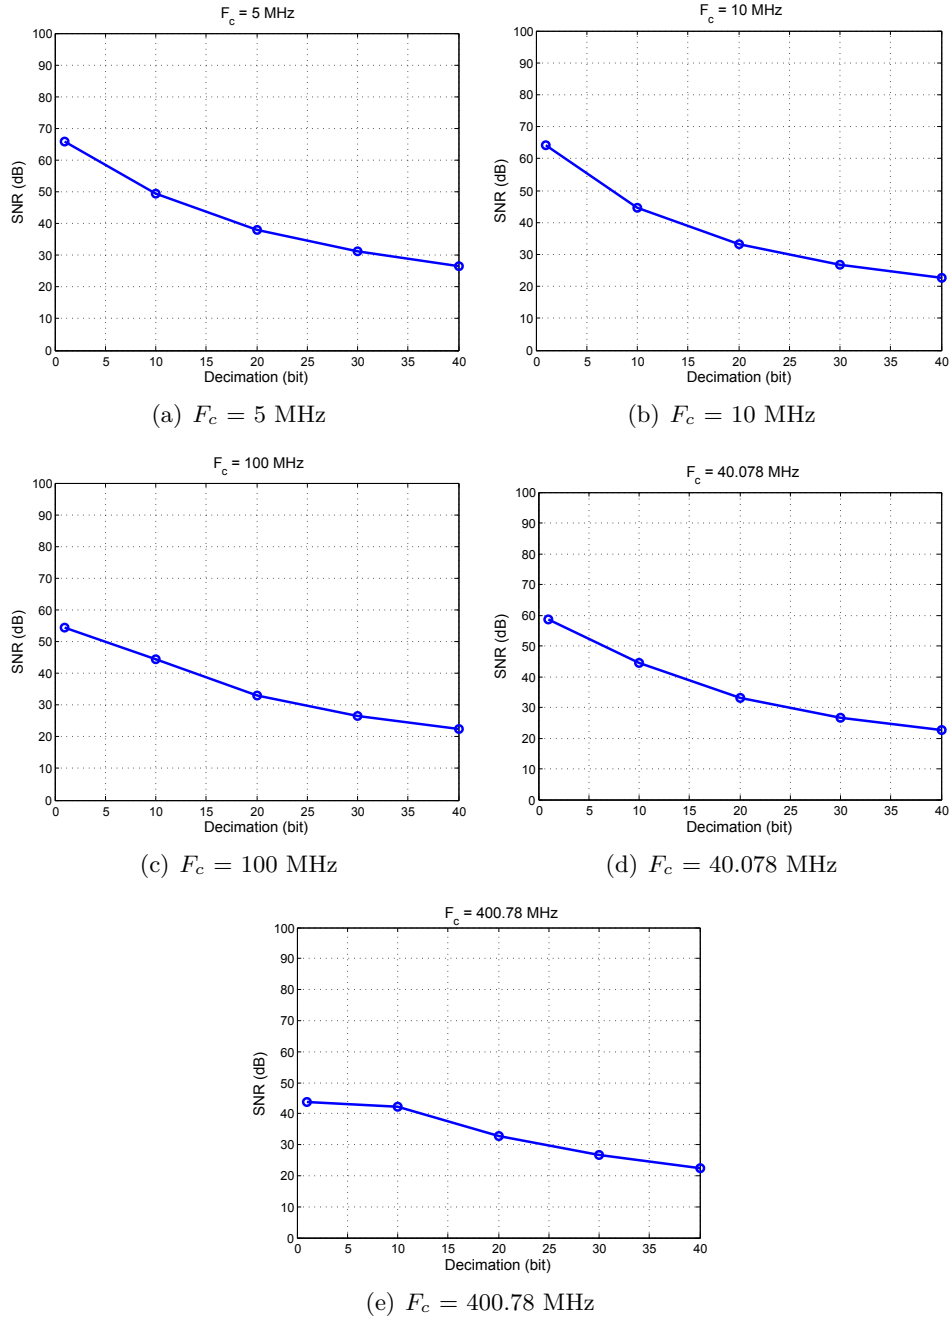 F_c = 5 MHz
100
90
80
70
60
50
40
30
20
10
0
SNR (dB)
0 5 10 15 20 25 30 35 40
Decimation (bit)
(a) F_c = 5 MHz
F_c = 10 MHz
100
90
80
70
60
50
40
30
20
10
0
SNR (dB)
0 5 10 15 20 25 30 35 40
Decimation (bit)
(b) F_c = 10 MHz
F_c = 100 MHz
100
90
80
70
60
50
40
30
20
10
0
SNR (dB)
0 5 10 15 20 25 30 35 40
Decimation (bit)
(c) F_c = 100 MHz
F_c = 40.078 MHz
100
90
80
70
60
50
40
30
20
10
0
SNR (dB)
0 5 10 15 20 25 30 35 40
Decimation (bit)
(d) F_c = 40.078 MHz
F_c = 400.78 MHz
100
90
80
70
60
50
40
30
20
10
0
SNR (dB)
0 5 10 15 20 25 30 35 40
Decimation (bit)
(e) F_c = 400.78 MHz